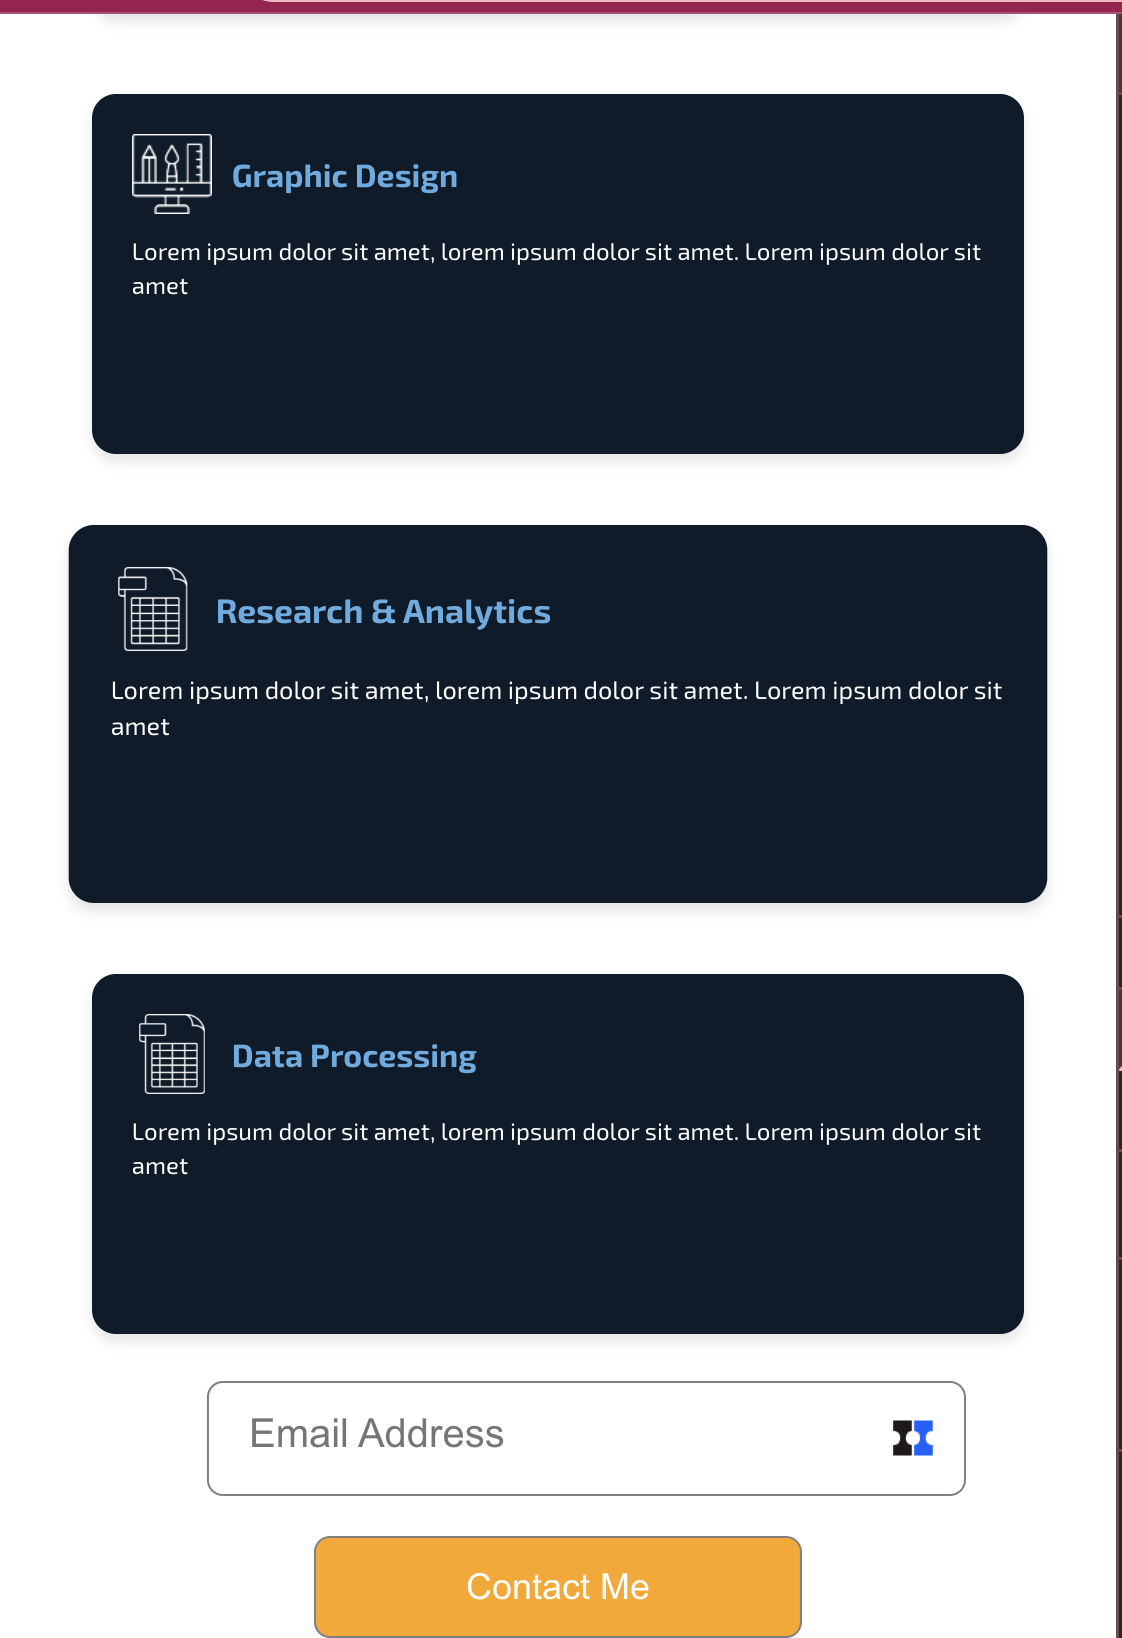 Graphic Design
Lorem ipsum dolor sit amet, lorem ipsum dolor sit amet. Lorem ipsum dolor sit
amet
Research & Analytics
Lorem ipsum dolor sit amet, lorem ipsum dolor sit amet. Lorem ipsum dolor sit
amet
Data Processing
Lorem ipsum dolor sit amet, lorem ipsum dolor sit amet. Lorem ipsum dolor sit
amet
Email Address
Contact Me